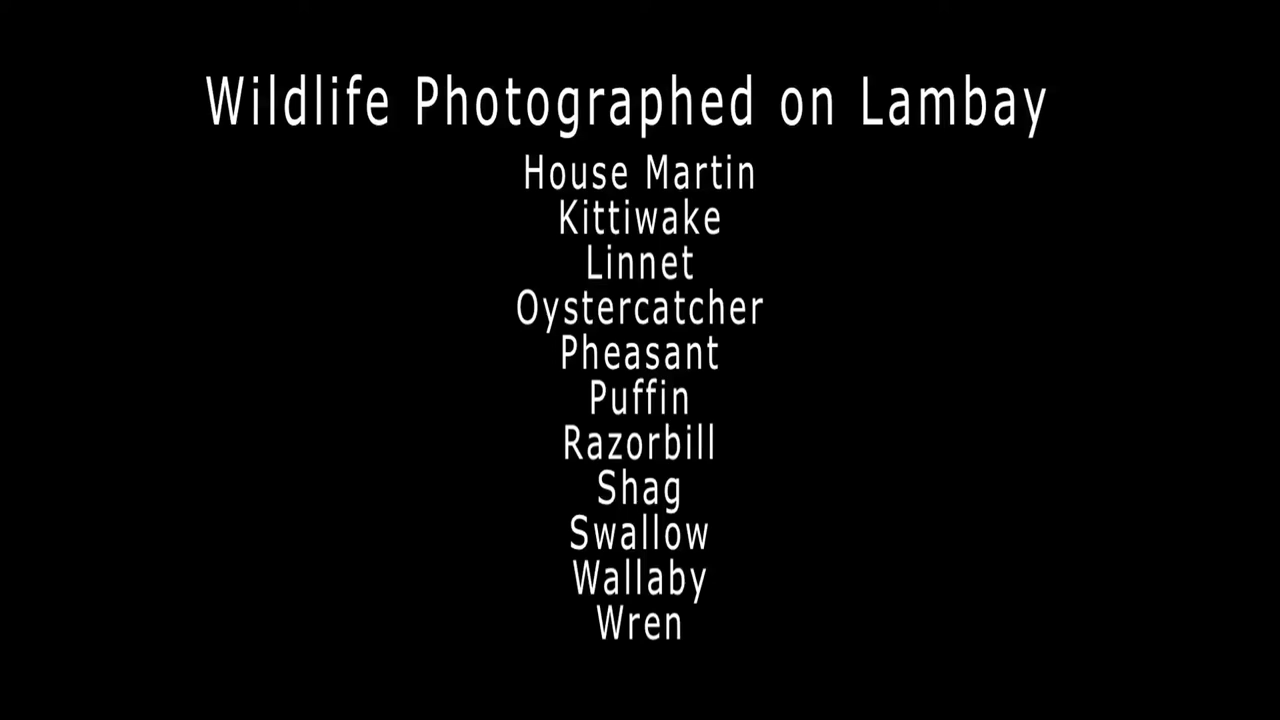 Wildlife Photographed on Lambay
House Martin
Kittiwake
Linnet
Oystercatcher
Pheasant
Puffin
Razorbill
Shag
Swallow
Wallaby
Wren